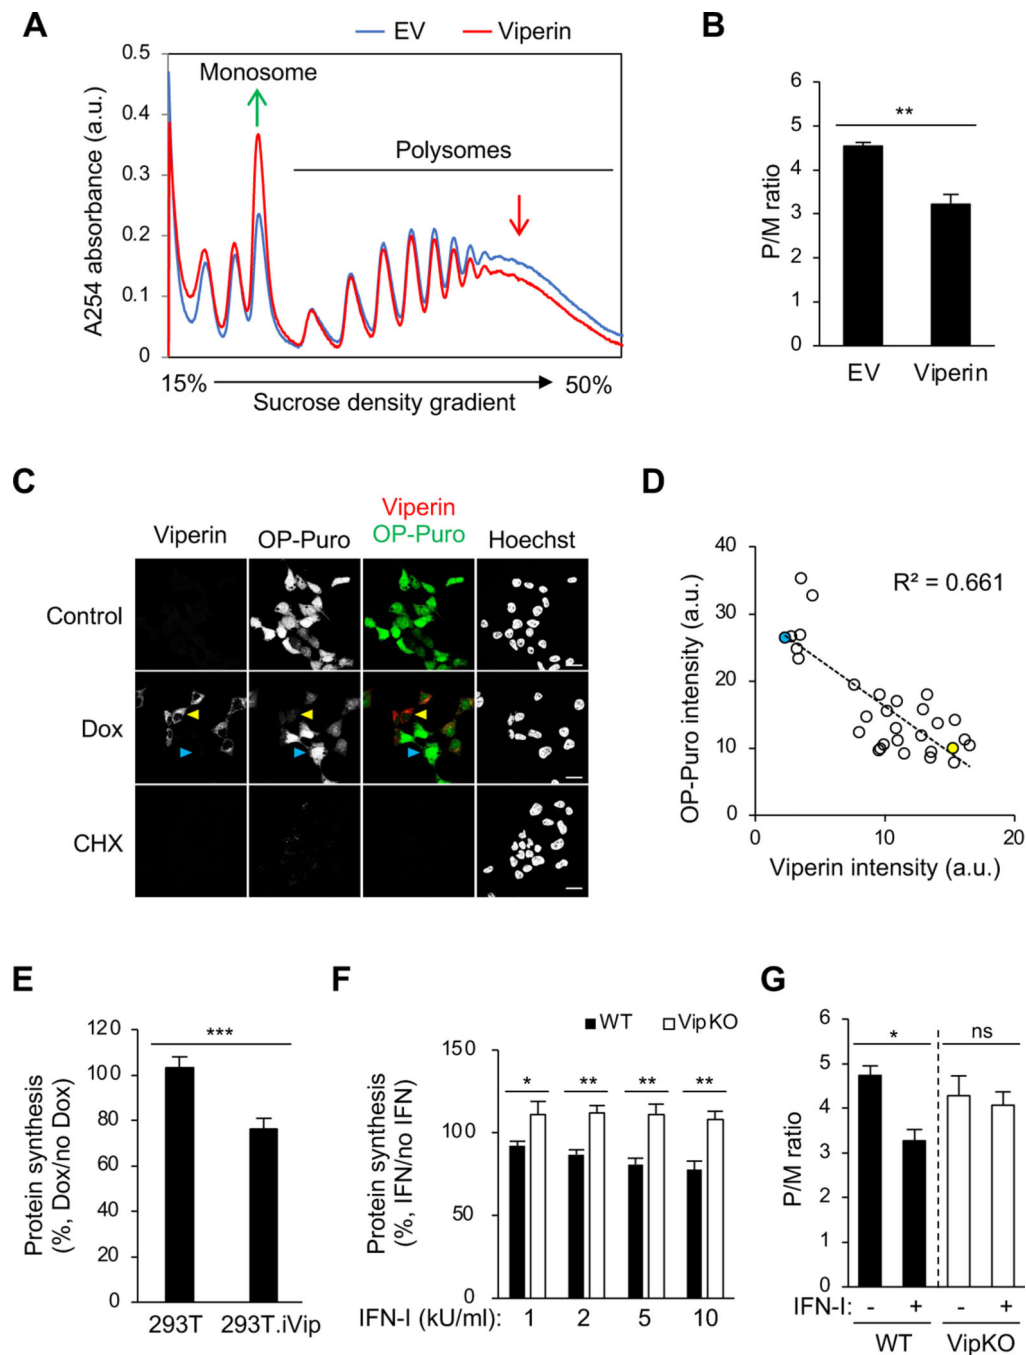 A
EV
Viperin
0.5
0.4
0.3
0.2
0.1
0
A254 absorbance (a.u.)
Monosome
Polysomes
15%
50%
Sucrose density gradient
B
6
5
4
3
2
1
0
P/M ratio
**
EV
Viperin
C
Viperin
OP-Puro
Viperin
OP-Puro
Hoechst
Control
Dox
CHX
D
40
30
20
10
0
OP-Puro intensity (a.u.)
R² = 0.661
0
10
20
Viperin intensity (a.u.)
E
120
100
80
60
40
20
0
Protein synthesis
(%, Dox/no Dox)
***
293T
293T.iVip
F
WT
VipKO
150
100
50
0
Protein synthesis
(%, IFN/no IFN)
*
**
**
**
IFN-I (kU/ml):
1
2
5
10
G
6
5
4
3
2
1
0
P/M ratio
*
ns
IFN-I:
-
+
-
+
WT
VipKO